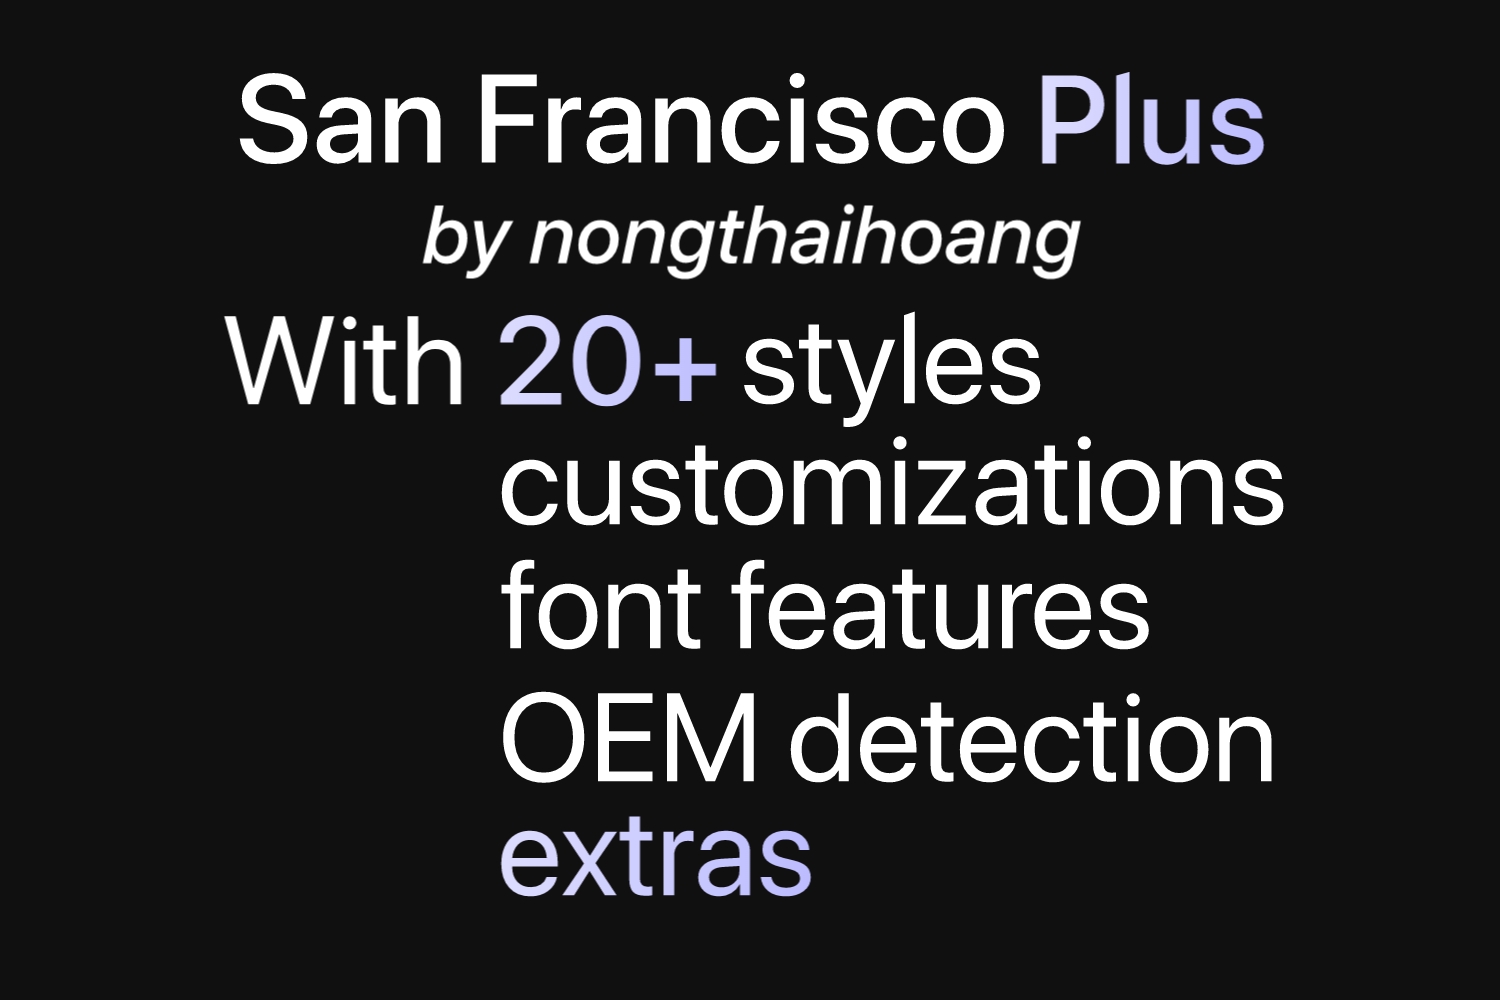 San Francisco Plus
by nongthaihoang
With 20+ styles
customizations
font features
OEM detection
extras